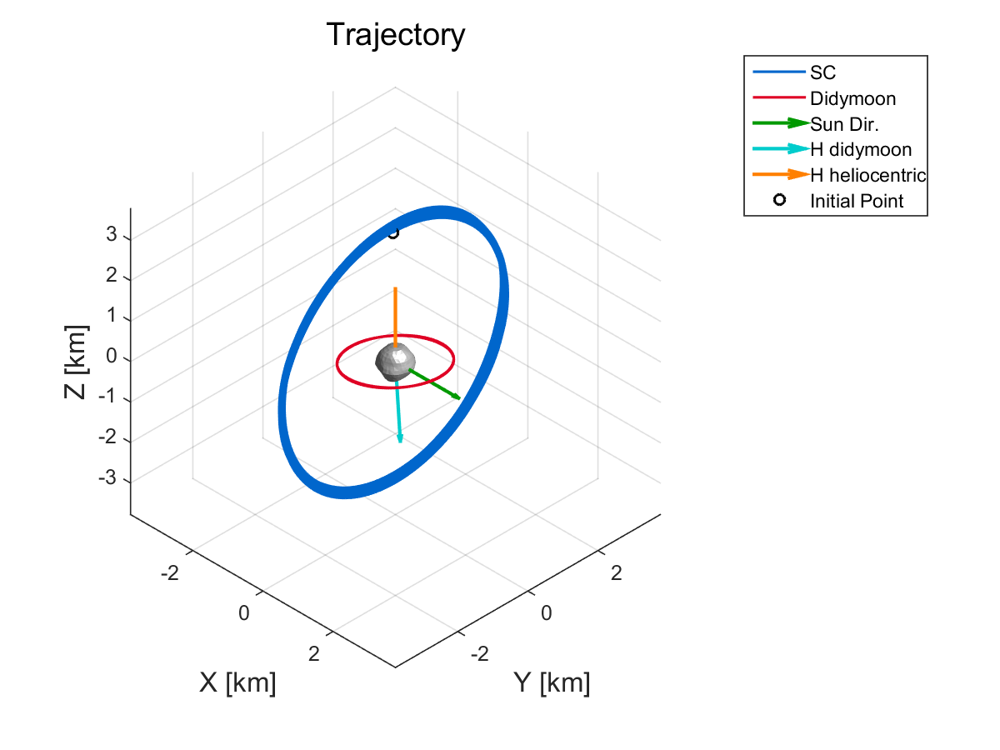 Trajectory
SC
Didymoon
Sun Dir.
H didymoon
H heliocentric
Initial Point
3
2
1
0
-1
-2
-3
Z [km]
-2
0
2
X [km]
-2
0
2
Y [km]